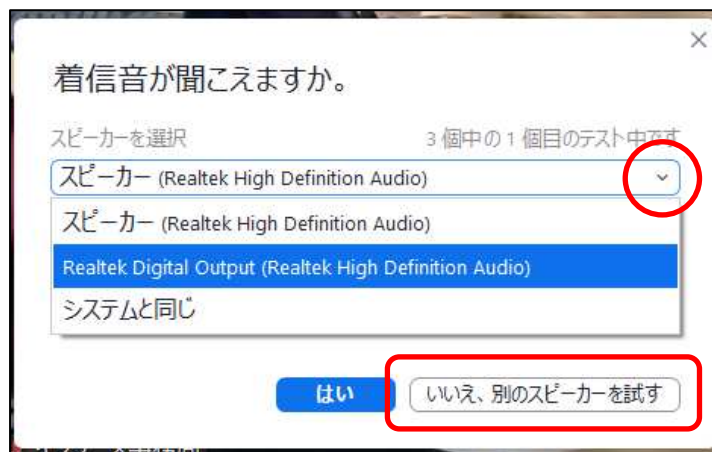 着信音が聞こえますか。
スピーカーを選択 3 個中の 1 個目のテスト中です
スピーカー (Realtek High Definition Audio)
スピーカー (Realtek High Definition Audio)
Realtek Digital Output (Realtek High Definition Audio)
システムと同じ
はい いいえ、別のスピーカーを試す